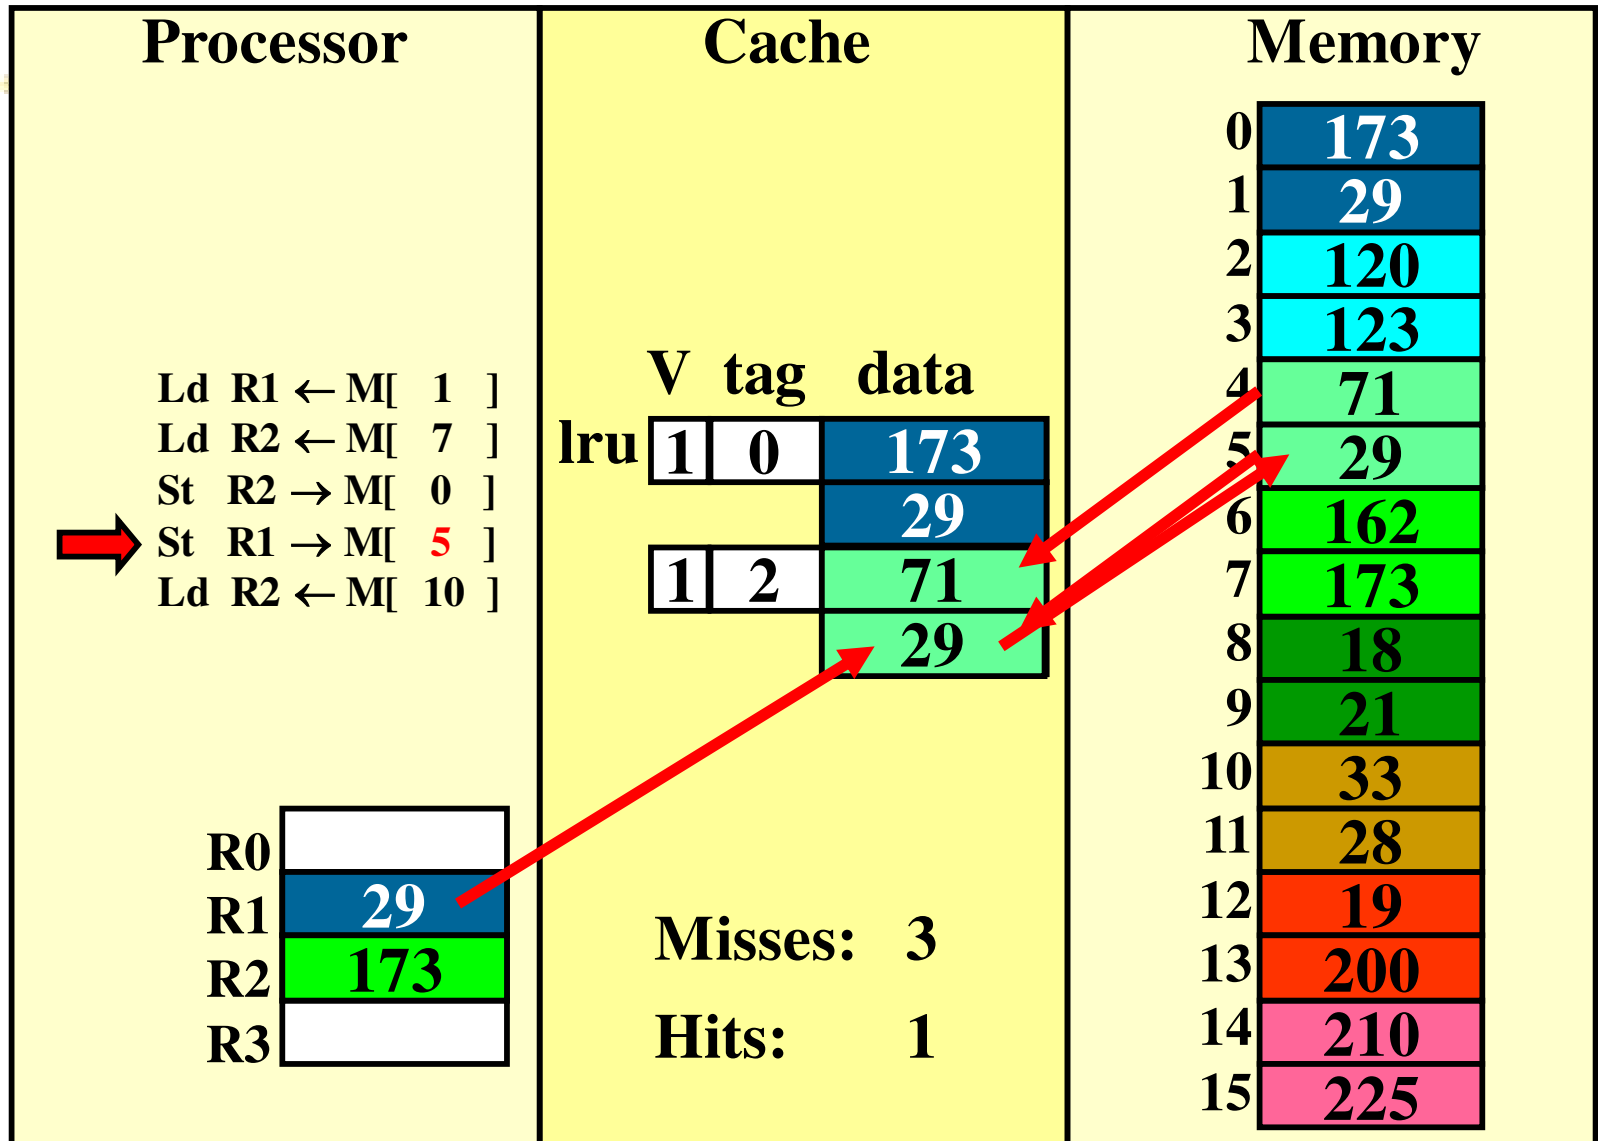 Processor
Ld R1 ← M[ 1 ]
Ld R2 ← M[ 7 ]
St R2 → M[ 0 ]
St R1 → M[ 5 ]
Ld R2 ← M[ 10 ]
R0
R1 29
R2 173
R3
Cache
V tag data
lru 1 0 173
29
1 2 71
29
Misses: 3
Hits: 1
Memory
0 173
1 29
2 120
3 123
4 71
5 29
6 162
7 173
8 18
9 21
10 33
11 28
12 19
13 200
14 210
15 225